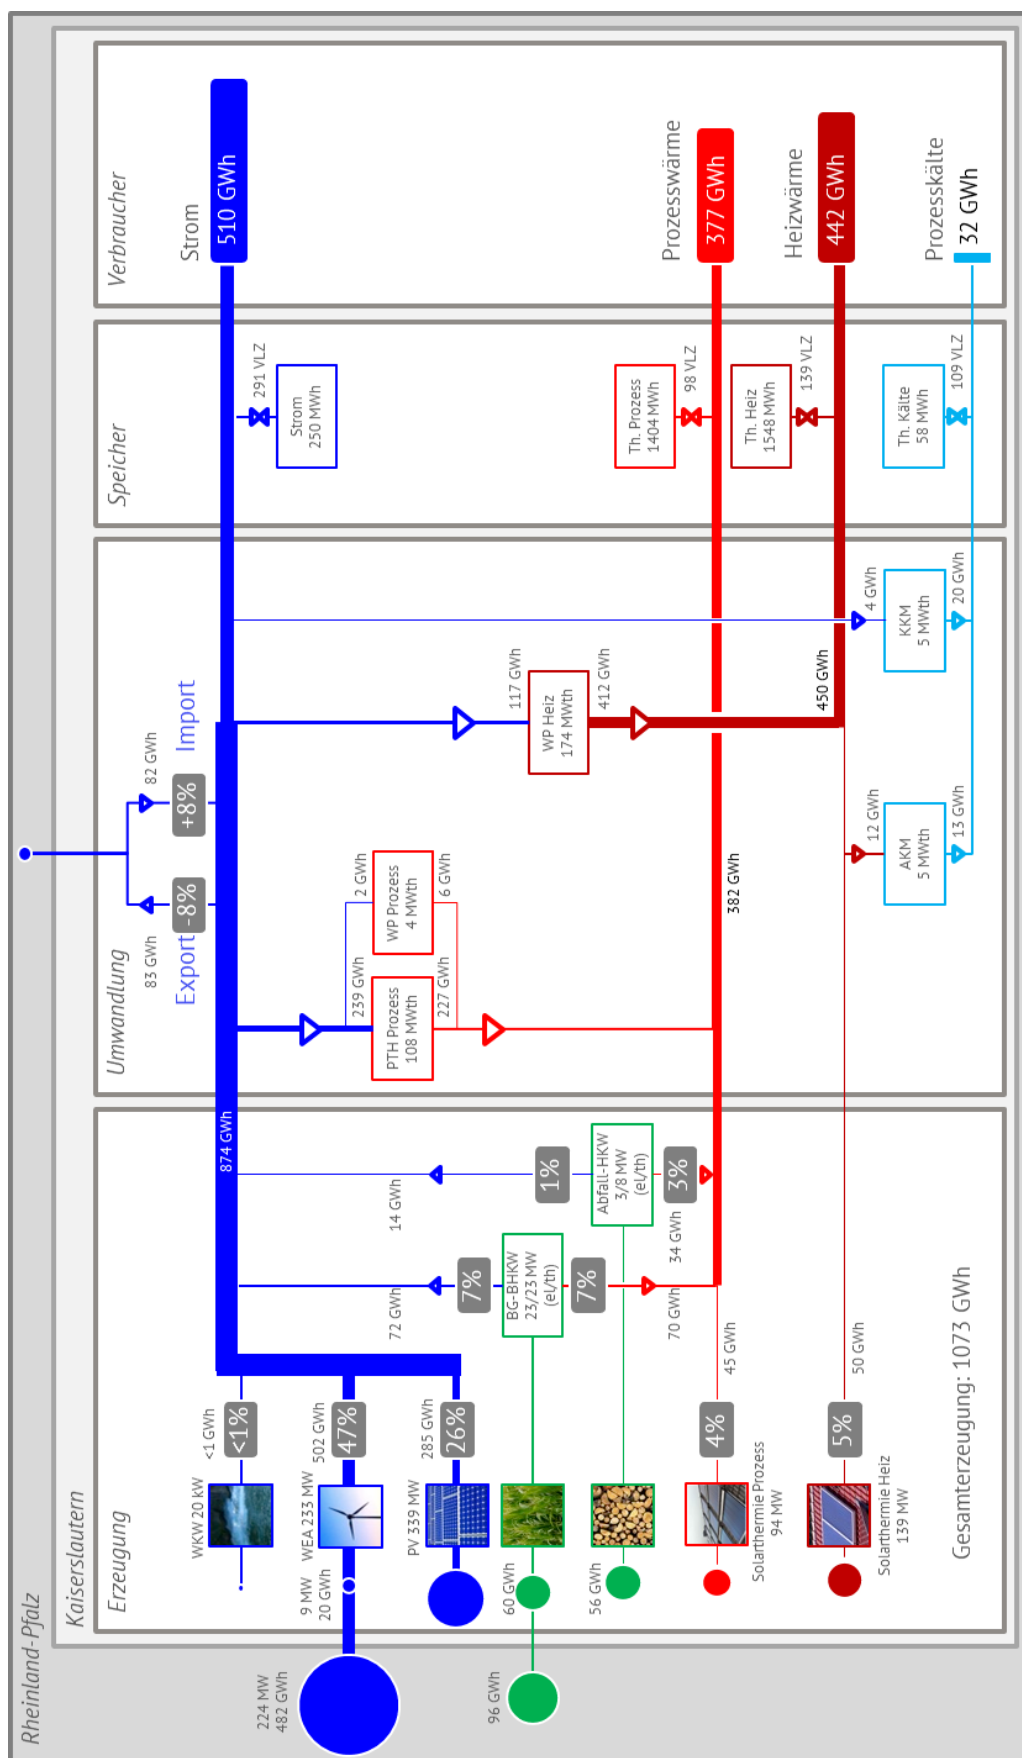 Rheinland-Pfalz
Kaiserslautern
Erzeugung
Umwandlung
Speicher
Verbraucher
224 MW
482 GWh
9 MW
20 GWh
96 GWh
60 GWh
56 GWh
WKW 20 kW
<1 GWh
<1%
WEA 233 MW
502 GWh
47%
PV 339 MW
285 GWh
26%
Solarthermie Prozess
94 MW
4%
45 GWh
Solarthermie Heiz
139 MW
5%
50 GWh
Gesamterzeugung: 1073 GWh
72 GWh
7%
BG-BHKW
23/23 MW
(el/th)
7%
70 GWh
14 GWh
1%
Abfall-HKW
3/8 MW
(el/th)
3%
34 GWh
874 GWh
83 GWh
Export
-8%
82 GWh
Import
+8%
239 GWh
PTH Prozess
108 MWth
227 GWh
2 GWh
WP Prozess
4 MWth
6 GWh
382 GWh
117 GWh
WP Heiz
174 MWth
412 GWh
450 GWh
12 GWh
AKM
5 MWth
13 GWh
4 GWh
KKM
5 MWth
20 GWh
291 VLZ
Strom
250 MWh
Th. Prozess
1404 MWh
98 VLZ
Th. Heiz
1548 MWh
139 VLZ
Th. Kälte
58 MWh
109 VLZ
Strom
510 GWh
Prozesswärme
377 GWh
Heizwärme
442 GWh
Prozesskälte
32 GWh